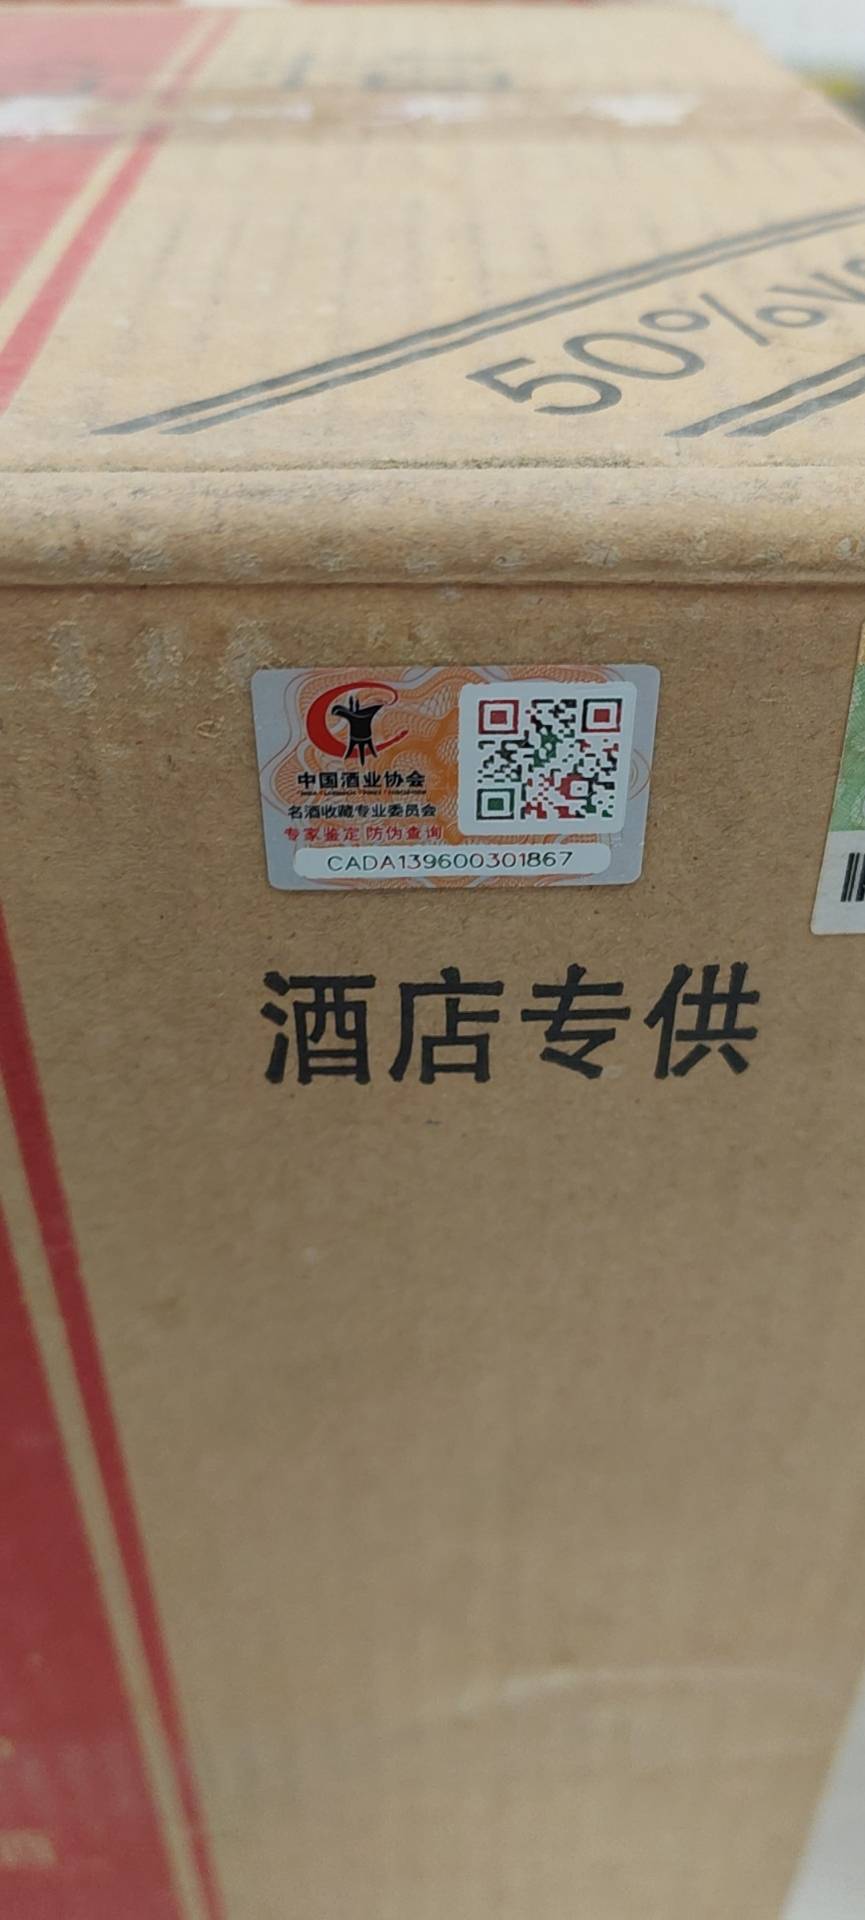 50%vo
中国酒业协会
名酒收藏专业委员会
专家鉴定 防伪查询
CADA139600301867
酒店专供